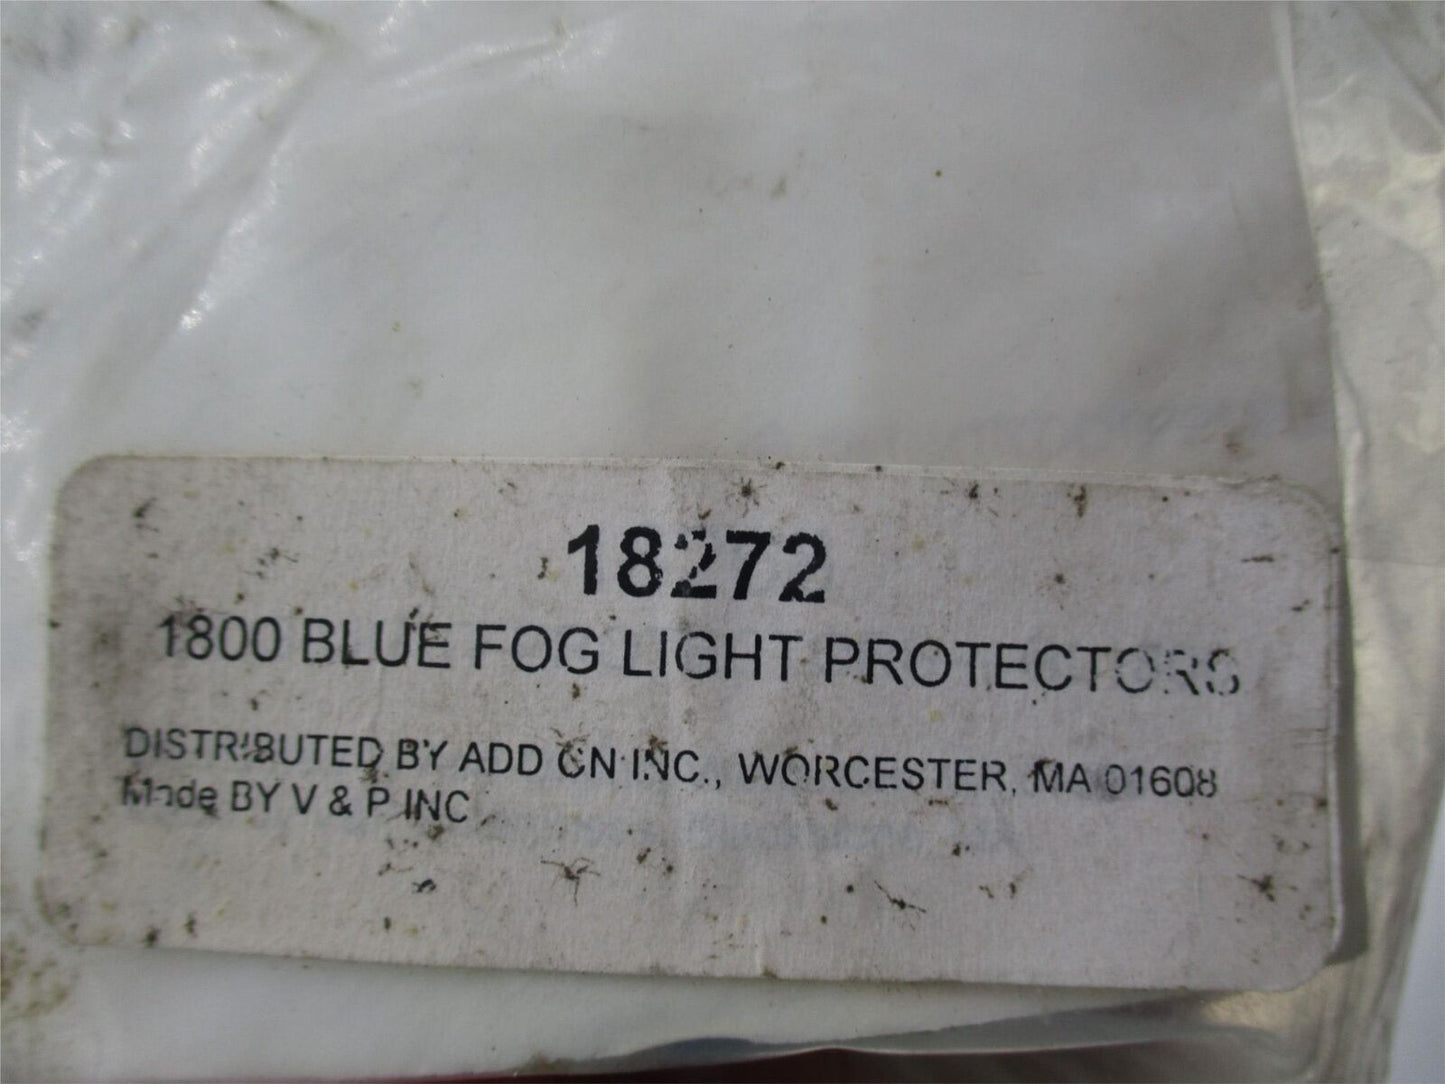 18272
1800 BLUE FOG LIGHT PROTECTORS
DISTRIBUTED BY ADD ON INC., WORCESTER, MA 01608
Made BY V & P INC